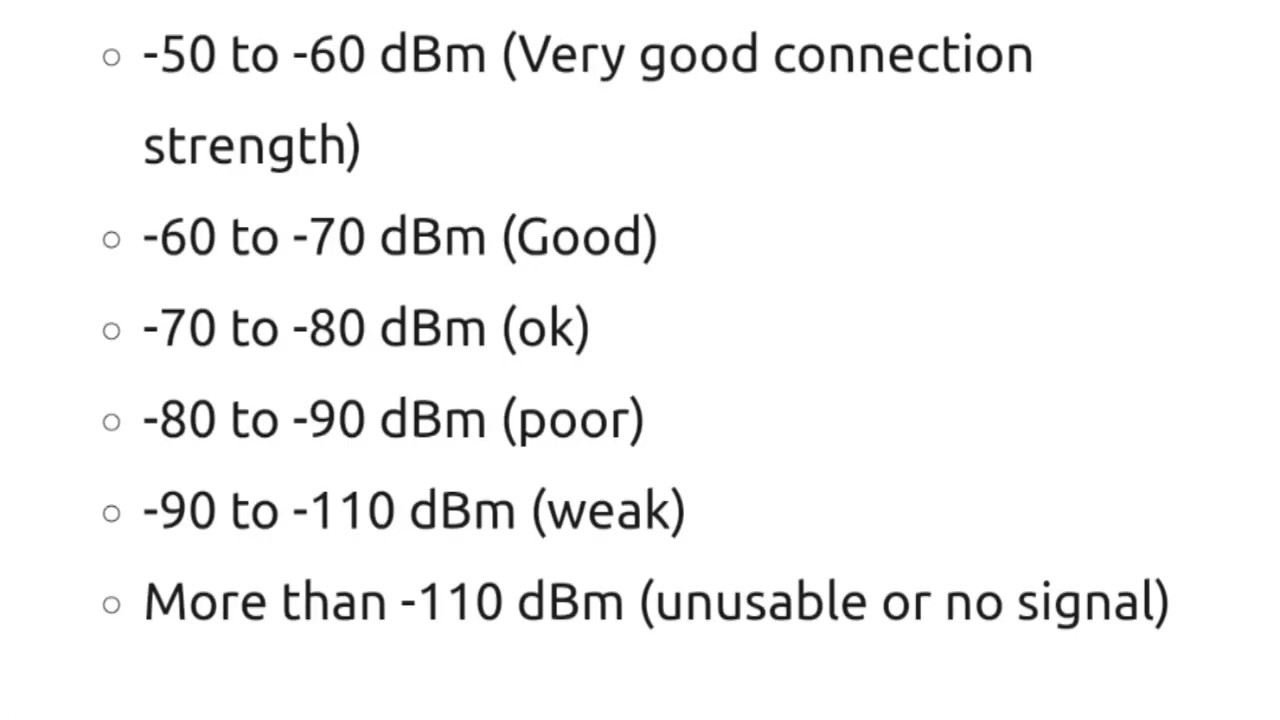 -50 to -60 dBm (Very good connection
strength)
-60 to -70 dBm (Good)
-70 to -80 dBm (ok)
-80 to -90 dBm (poor)
-90 to -110 dBm (weak)
More than -110 dBm (unusable or no signal)